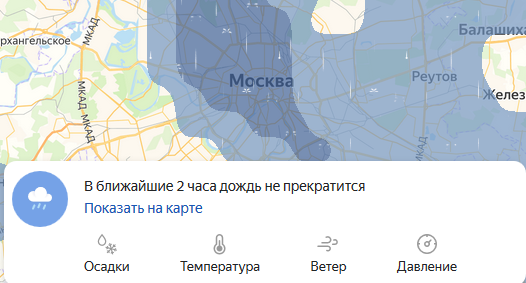 Балашиха
рхангельское
МКАД
Москва
Реутов
МКАД
Желез
МКАД
МКАД
В ближайшие 2 часа дождь не прекратится
Показать на карте
Осадки
Температура
Ветер
Давление